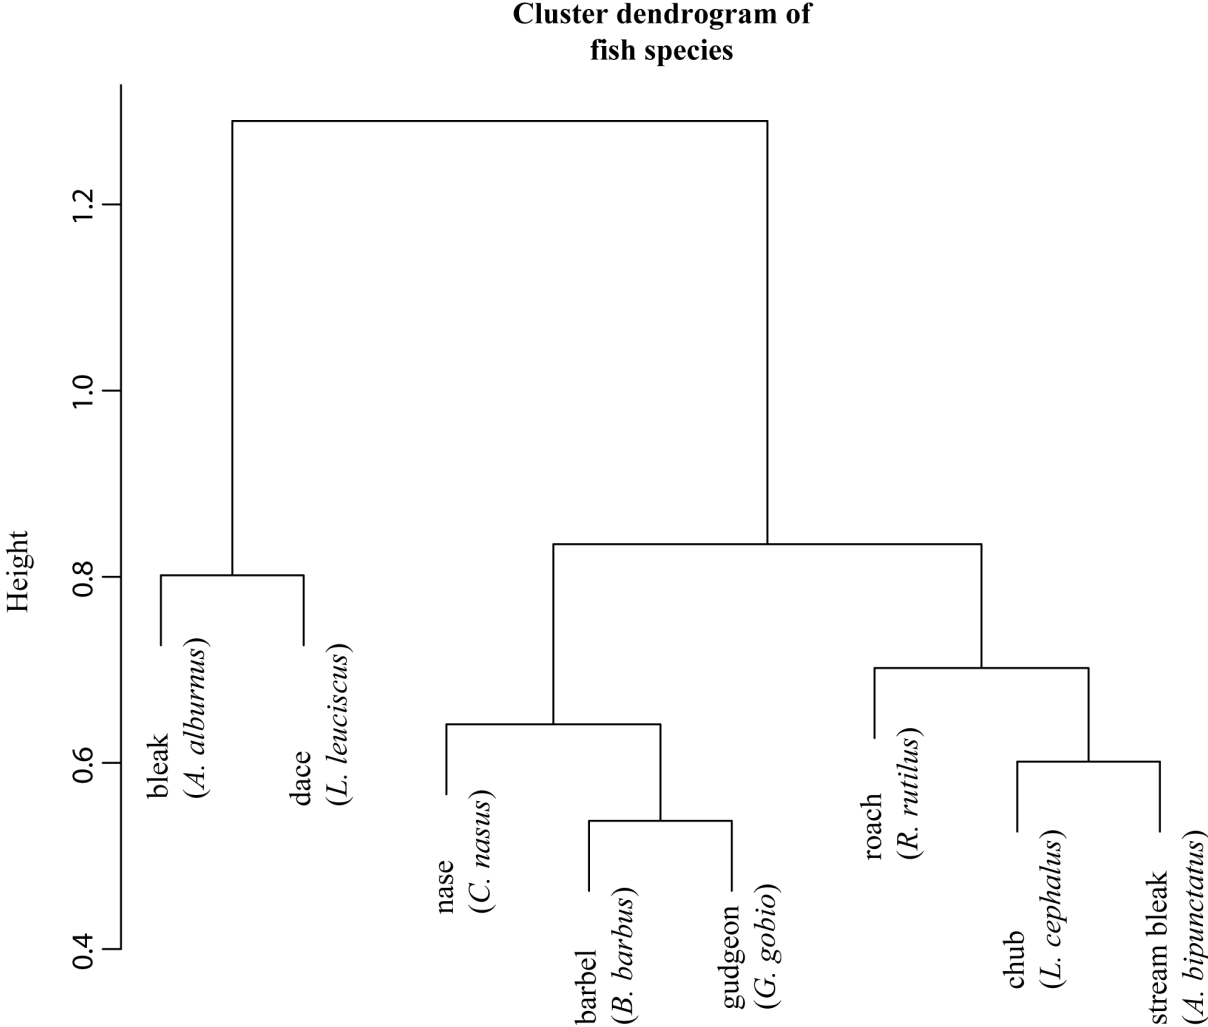 Cluster dendrogram of
fish species
Height
1.2
1.0
0.8
0.6
0.4
bleak
(A. alburnus)
dace
(L. leuciscus)
nase
(C. nasus)
barbel
(B. barbus)
gudgeon
(G. gobio)
roach
(R. rutilus)
chub
(L. cephalus)
stream bleak
(A. bipunctatus)